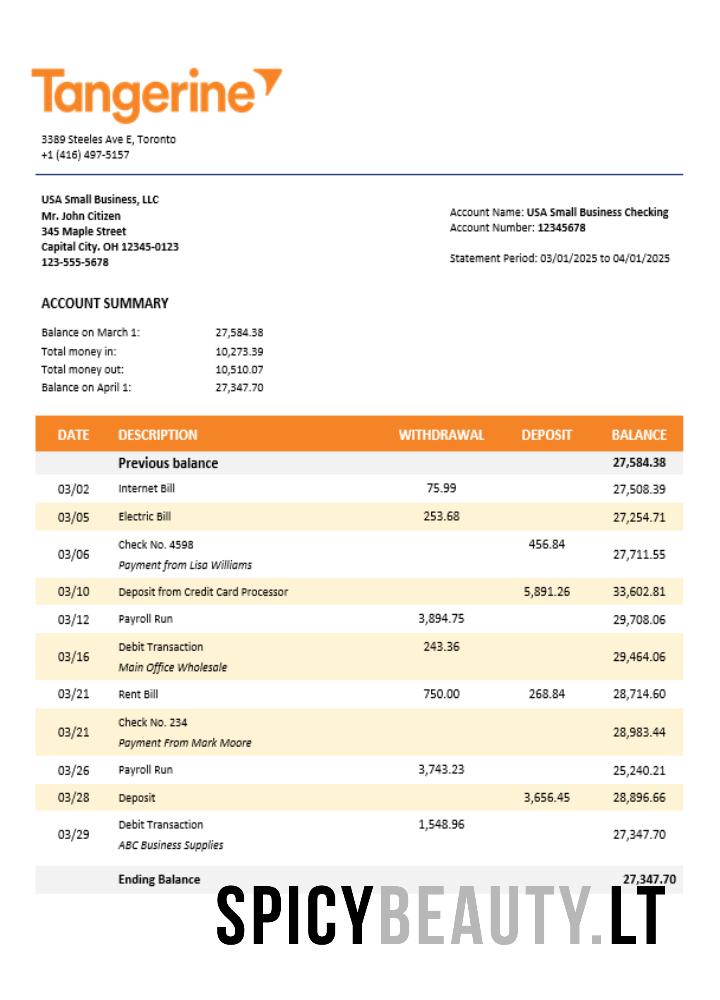 Tangerine
3389 Steeles Ave E, Toronto
+1 (416) 497-5157
USA Small Business, LLC
Mr. John Citizen
345 Maple Street
Capital City. OH 12345-0123
123-555-5678
Account Name: USA Small Business Checking
Account Number: 12345678
Statement Period: 03/01/2025 to 04/01/2025
ACCOUNT SUMMARY
Balance on March 1: 27,584.38
Total money in: 10,273.39
Total money out: 10,510.07
Balance on April 1: 27,347.70
DATE DESCRIPTION WITHDRAWAL DEPOSIT BALANCE
Previous balance 27,584.38
03/02 Internet Bill 75.99 27,508.39
03/05 Electric Bill 253.68 27,254.71
03/06 Check No. 4598 456.84 27,711.55
Payment from Lisa Williams
03/10 Deposit from Credit Card Processor 5,891.26 33,602.81
03/12 Payroll Run 3,894.75 29,708.06
03/16 Debit Transaction 243.36 29,464.06
Main Office Wholesale
03/21 Rent Bill 750.00 268.84 28,714.60
03/21 Check No. 234 28,983.44
Payment From Mark Moore
03/26 Payroll Run 3,743.23 25,240.21
03/28 Deposit 3,656.45 28,896.66
03/29 Debit Transaction 1,548.96 27,347.70
ABC Business Supplies
Ending Balance 27,347.70
SPICYBEAUTY.LT